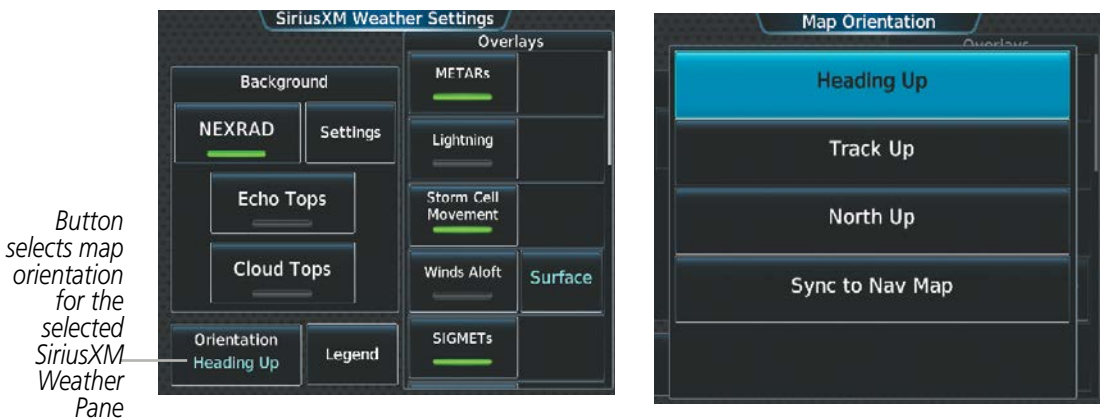 SiriusXM Weather Settings
Background
NEXRAD
Settings
Echo Tops
Cloud Tops
Orientation
Heading Up
Legend
Overlays
METARs
Lightning
Storm Cell
Movement
Winds Aloft
Surface
SIGMETs
Button
selects map
orientation
for the
selected
SiriusXM
Weather
Pane
Map Orientation
Overlays
Heading Up
Track Up
North Up
Sync to Nav Map